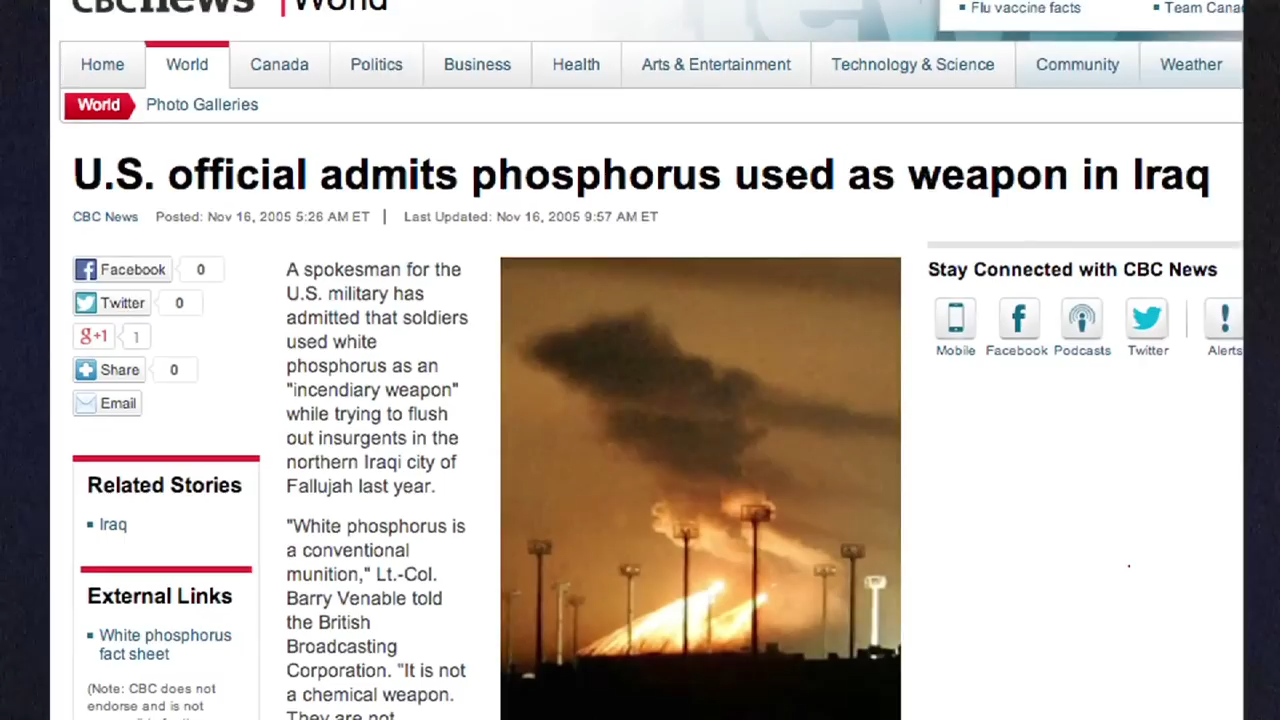 CBCnews | World
Flu vaccine facts
Team Cana
Home World Canada Politics Business Health Arts & Entertainment Technology & Science Community Weather
World Photo Galleries
U.S. official admits phosphorus used as weapon in Iraq
CBC News Posted: Nov 16, 2005 5:26 AM ET | Last Updated: Nov 16, 2005 9:57 AM ET
Facebook 0
Twitter 0
g+1 1
Share 0
Email
Related Stories
Iraq
External Links
White phosphorus
fact sheet
(Note: CBC does not
endorse and is not
A spokesman for the
U.S. military has
admitted that soldiers
used white
phosphorus as an
"incendiary weapon"
while trying to flush
out insurgents in the
northern Iraqi city of
Fallujah last year.
"White phosphorus is
a conventional
munition," Lt.-Col.
Barry Venable told
the British
Broadcasting
Corporation. "It is not
a chemical weapon.
They are not
Stay Connected with CBC News
Mobile Facebook Podcasts Twitter Alerts